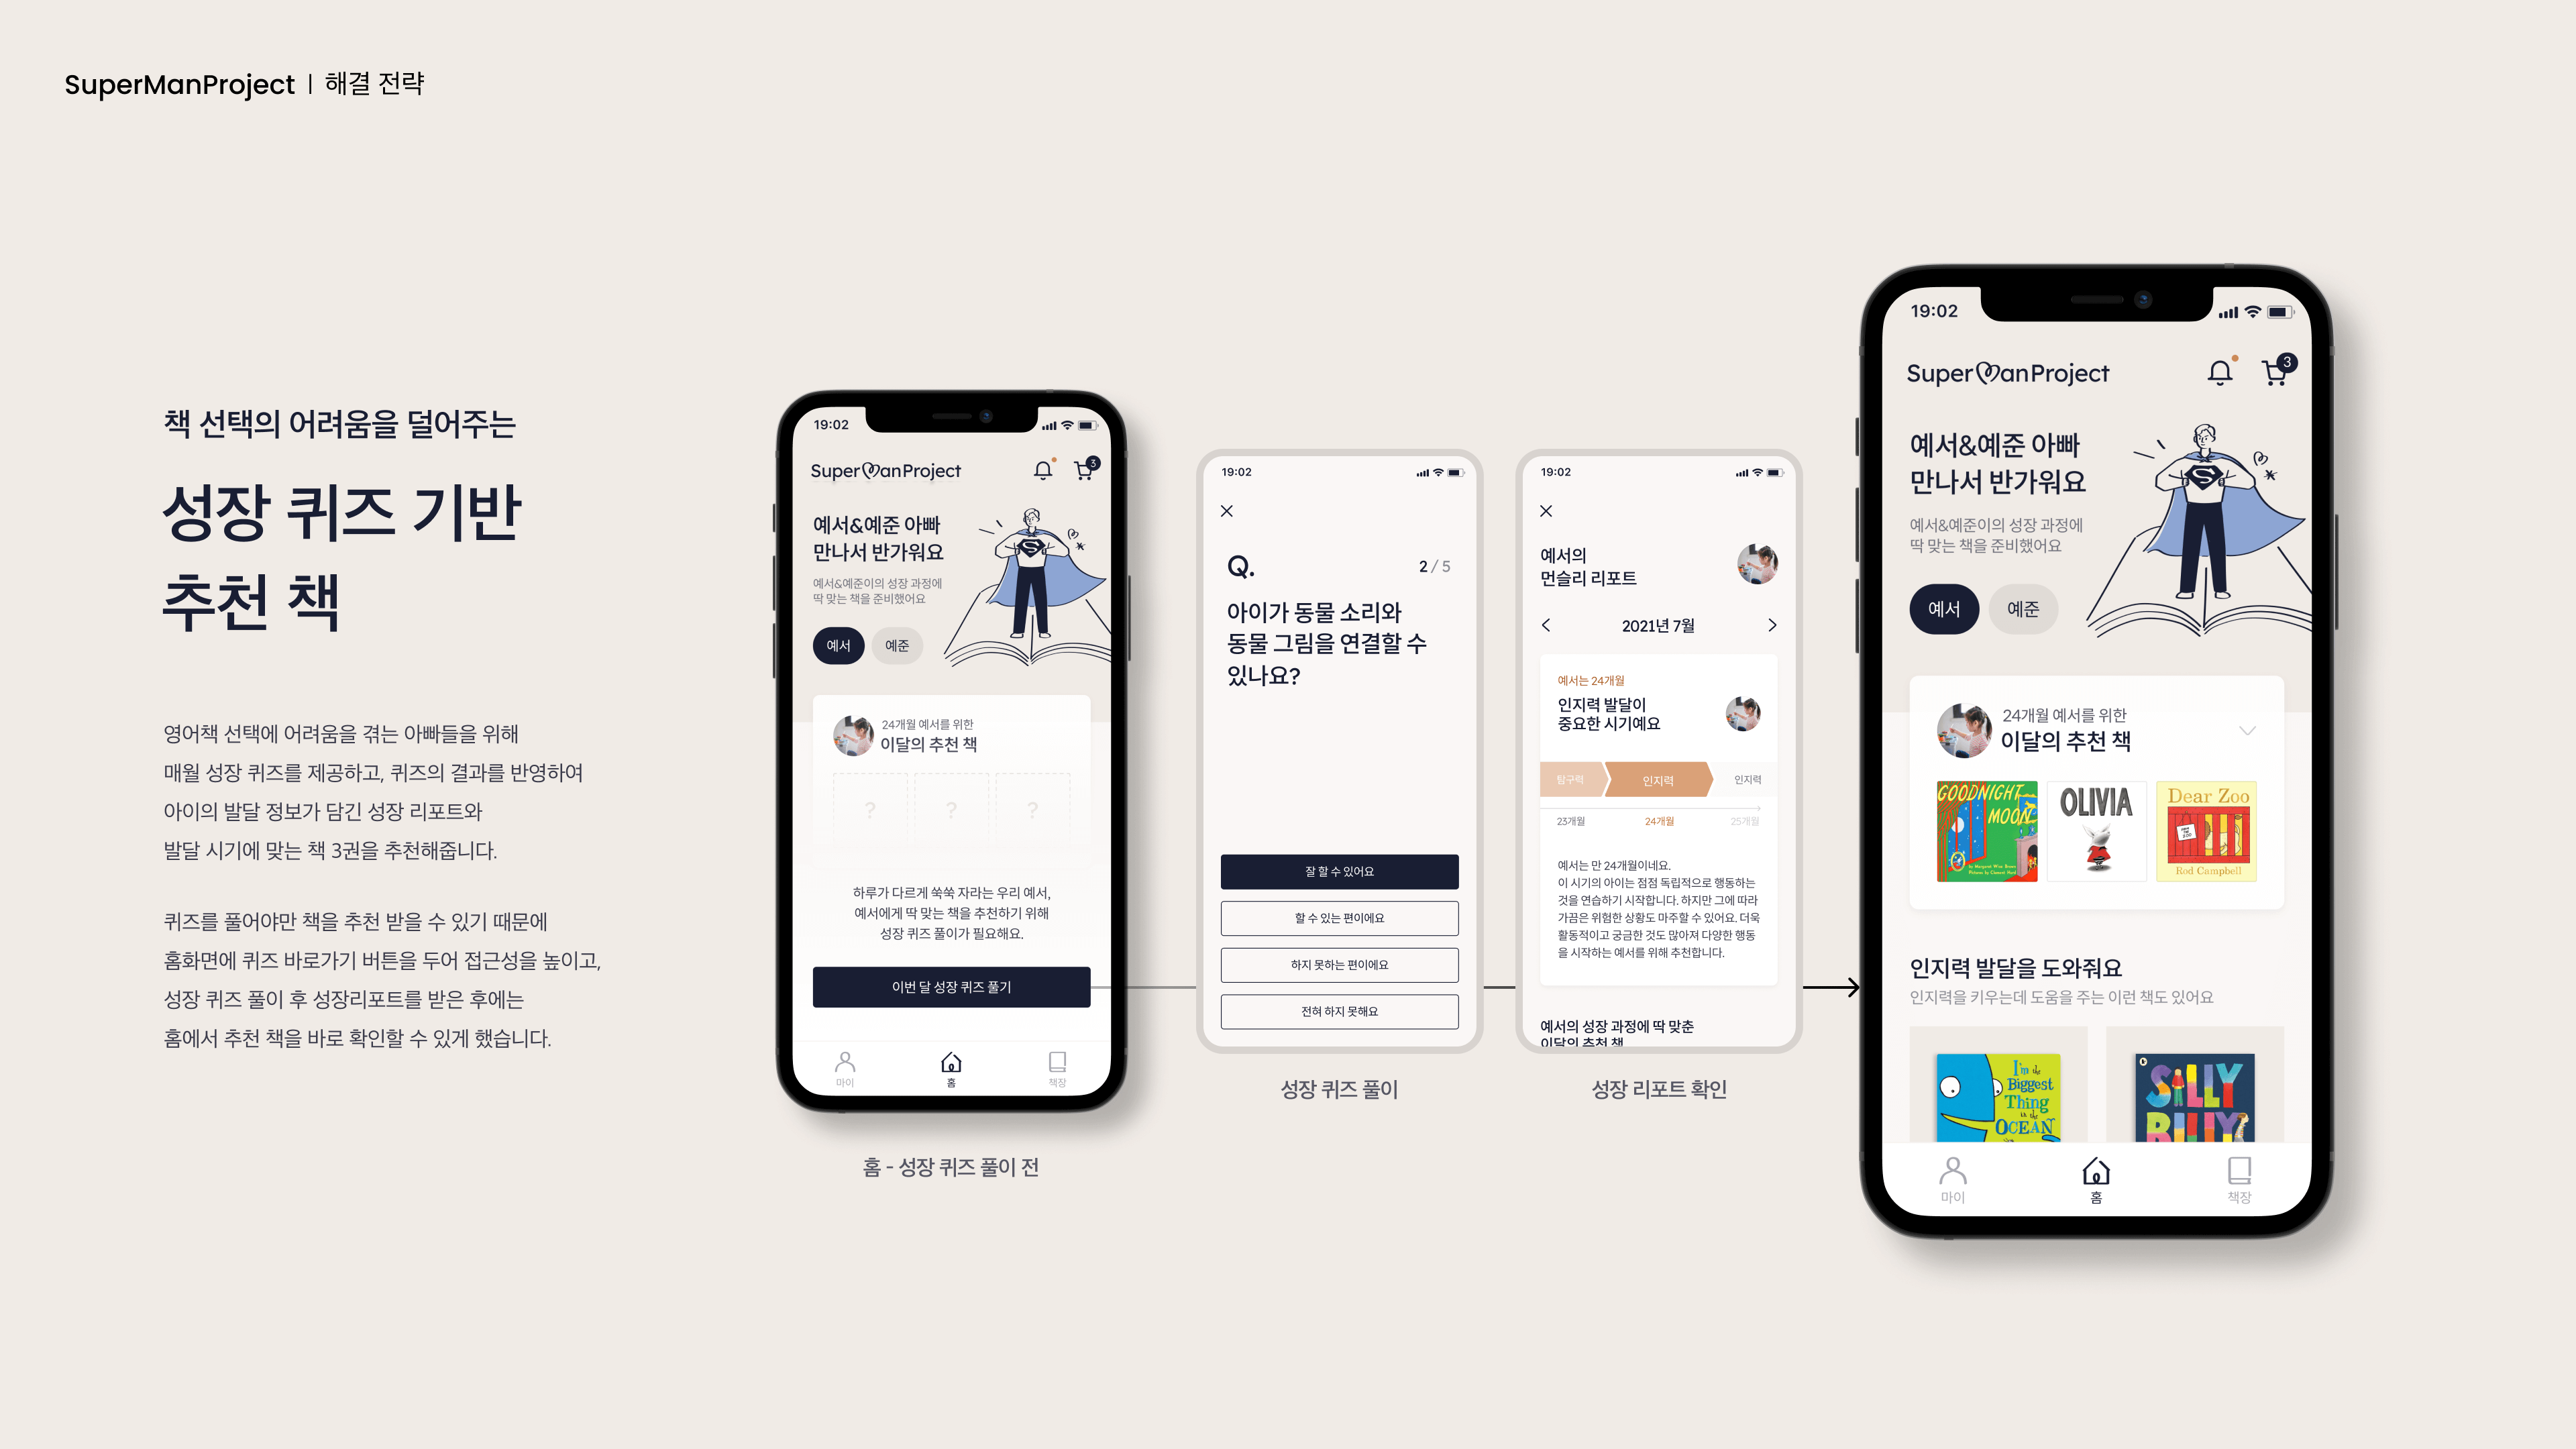 SuperManProject | 해결 전략
책 선택의 어려움을 덜어주는
성장 퀴즈 기반
추천 책
영어책 선택에 어려움을 겪는 아빠들을 위해
매월 성장 퀴즈를 제공하고, 퀴즈의 결과를 반영하여
아이의 발달 정보가 담긴 성장 리포트와
발달 시기에 맞는 책 3권을 추천해줍니다.
퀴즈를 풀어야만 책을 추천 받을 수 있기 때문에
홈화면에 퀴즈 바로가기 버튼을 두어 접근성을 높이고,
성장 퀴즈 풀이 후 성장리포트를 받은 후에는
홈에서 추천 책을 바로 확인할 수 있게 했습니다.
19:02
SuperManProject
3
예서&예준 아빠
만나서 반가워요
예서&예준이의 성장 과정에
딱 맞는 책을 준비했어요
예서 예준
24개월 예서를 위한
이달의 추천 책
? ? ?
하루가 다르게 쑥쑥 자라는 우리 예서,
예서에게 딱 맞는 책을 추천하기 위해
성장 퀴즈 풀이가 필요해요.
이번 달 성장 퀴즈 풀기
마이 홈 책장
홈 - 성장 퀴즈 풀이 전
19:02
Q. 2 / 5
아이가 동물 소리와
동물 그림을 연결할 수
있나요?
잘 할 수 있어요
할 수 있는 편이에요
하지 못하는 편이에요
전혀 하지 못해요
성장 퀴즈 풀이
19:02
예서의
먼슬리 리포트
2021년 7월
예서는 24개월
인지력 발달이
중요한 시기예요
탐구력 인지력 인지력
23개월 24개월 25개월
예서는 만 24개월이네요.
이 시기의 아이는 점점 독립적으로 행동하는
것을 연습하기 시작합니다. 하지만 그에 따라
가끔은 위험한 상황도 마주할 수 있어요. 더욱
활동적이고 궁금한 것도 많아져 다양한 행동
을 시작하는 예서를 위해 추천합니다.
예서의 성장 과정에 딱 맞춘
이달의 추천 책
성장 리포트 확인
19:02
SuperManProject
3
예서&예준 아빠
만나서 반가워요
예서&예준이의 성장 과정에
딱 맞는 책을 준비했어요
예서 예준
24개월 예서를 위한
이달의 추천 책
GOODNIGHT
MOON
by Margaret Wise Brown
Pictures by Clement Hurd
OLIVIA
Dear Zoo
Rod Campbell
인지력 발달을 도와줘요
인지력을 키우는데 도움을 주는 이런 책도 있어요
I'm the
Biggest
Thing
in the
OCEAN
SILLY
BILLY
마이 홈 책장